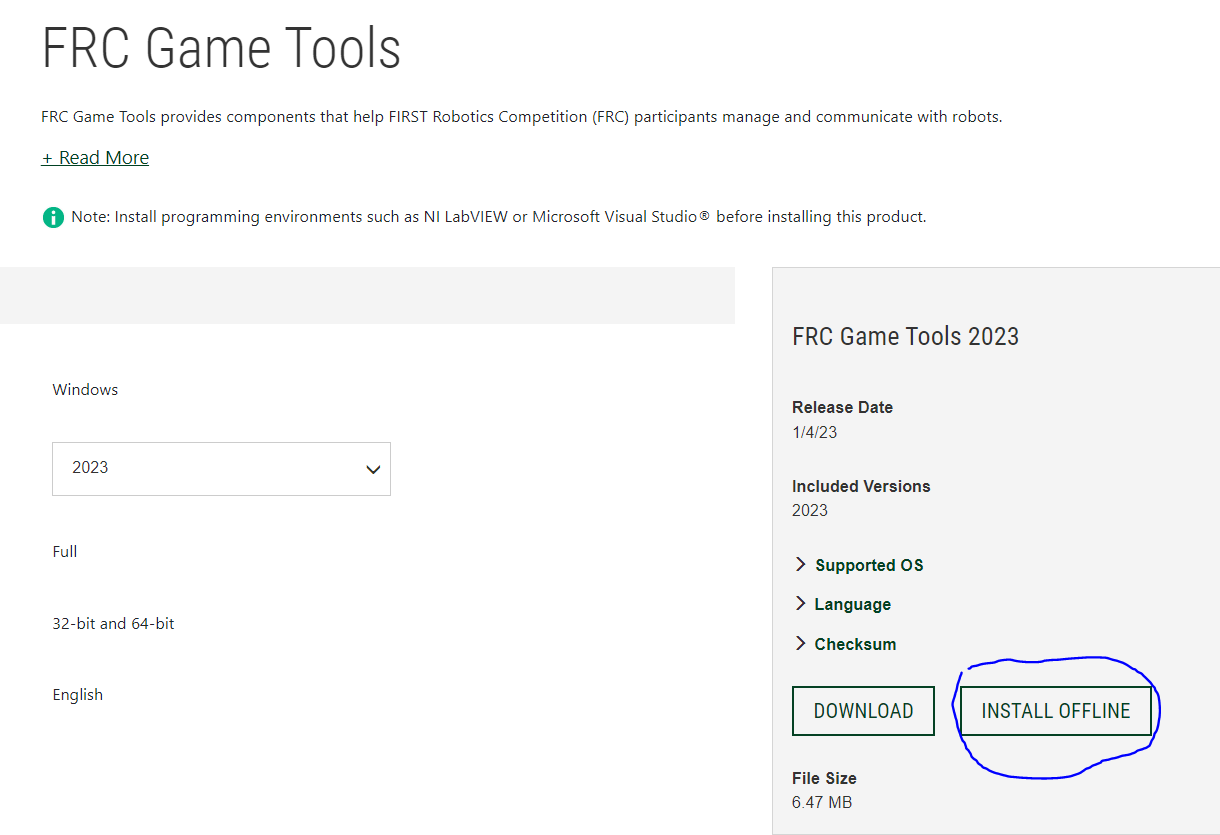 FRC Game Tools
FRC Game Tools provides components that help FIRST Robotics Competition (FRC) participants manage and communicate with robots.
+ Read More
Note: Install programming environments such as NI LabVIEW or Microsoft Visual Studio® before installing this product.
Windows
2023
Full
32-bit and 64-bit
English
FRC Game Tools 2023
Release Date
1/4/23
Included Versions
2023
Supported OS
Language
Checksum
DOWNLOAD
INSTALL OFFLINE
File Size
6.47 MB